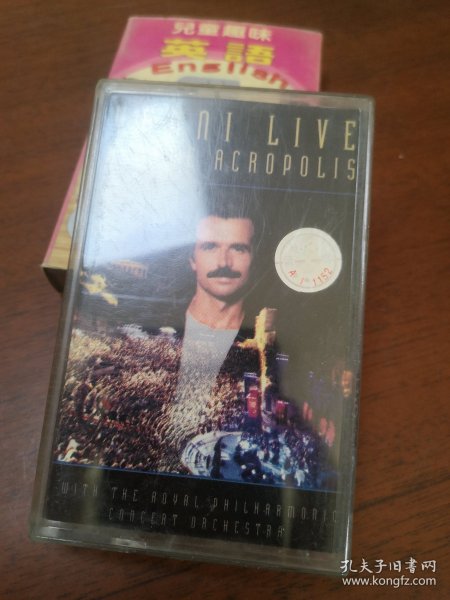 兒童趣味
英語
English
NI LIVE
ACROPOLIS
A-1152
WITH THE ROYAL PHILHARMONIC
CONCERT ORCHESTRA
孔夫子旧书网
www.kongfz.com